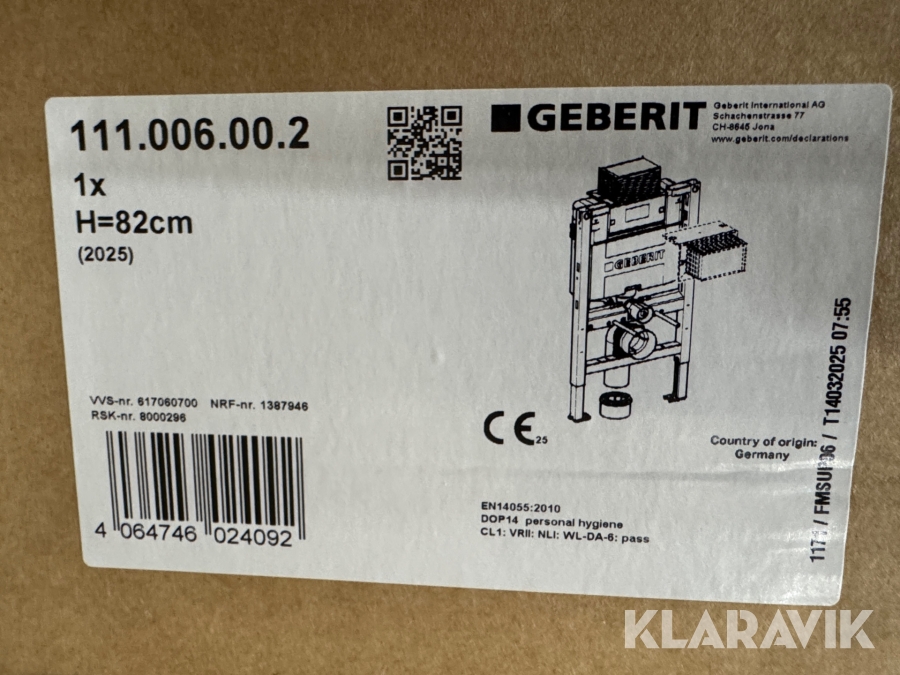 111.006.00.2
1x
H=82cm
(2025)
GEBERIT
Geberit International AG
Schachenstrasse 77
CH-8645 Jona
www.geberit.com/declarations
GEBERIT
VVS-nr. 617060700 NRF-nr. 1387946
RSK-nr. 8000296
4 064746 024092
CE 25
Country of origin:
Germany
EN14055:2010
DOP14 personal hygiene
CL1: VRII: NLI: WL-DA-6: pass
/ T14032025 07:55
KLARAVIK